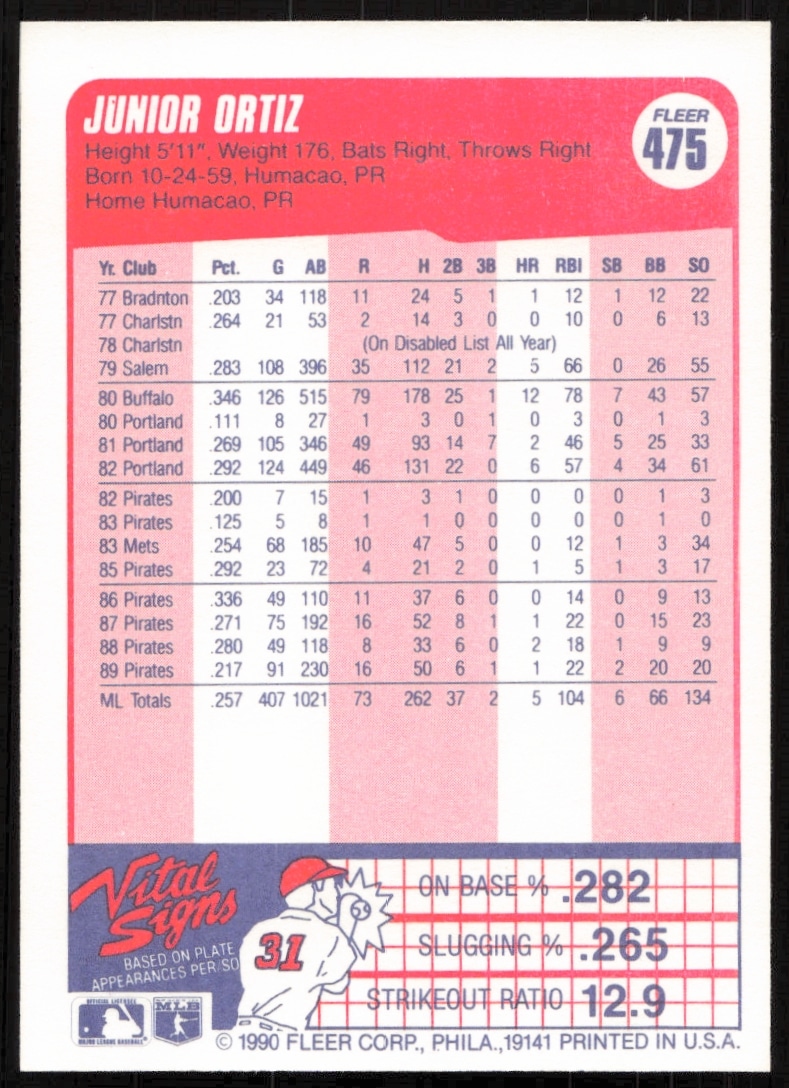 JUNIOR ORTIZ
FLEER
475
Height 5'11", Weight 176, Bats Right, Throws Right
Born 10-24-59, Humacao, PR
Home Humacao, PR
Yr. Club Pct. G AB R H 2B 3B HR RBI SB BB SO
77 Bradnton .203 34 118 11 24 5 1 1 12 1 12 22
77 Charlstn .264 21 53 2 14 3 0 0 10 0 6 13
78 Charlstn (On Disabled List All Year)
79 Salem .283 108 396 35 112 21 2 5 66 0 26 55
80 Buffalo .346 126 515 79 178 25 1 12 78 7 43 57
80 Portland .111 8 27 1 3 0 1 0 3 0 1 3
81 Portland .269 105 346 49 93 14 7 2 46 5 25 33
82 Portland .292 124 449 46 131 22 0 6 57 4 34 61
82 Pirates .200 7 15 1 3 1 0 0 0 0 1 3
83 Pirates .125 5 8 1 1 0 0 0 0 0 1 0
83 Mets .254 68 185 10 47 5 0 0 12 1 3 34
85 Pirates .292 23 72 4 21 2 0 1 5 1 3 17
86 Pirates .336 49 110 11 37 6 0 0 14 0 9 13
87 Pirates .271 75 192 16 52 8 1 1 22 0 15 23
88 Pirates .280 49 118 8 33 6 0 2 18 1 9 9
89 Pirates .217 91 230 16 50 6 1 1 22 2 20 20
ML Totals .257 407 1021 73 262 37 2 5 104 6 66 134
Vital
Signs
BASED ON PLATE
APPEARANCES PER/SO
31
ON BASE % .282
SLUGGING % .265
STRIKEOUT RATIO 12.9
OFFICIAL LICENSEE
MAJOR LEAGUE BASEBALL
MLB
© 1990 FLEER CORP., PHILA.,19141 PRINTED IN U.S.A.